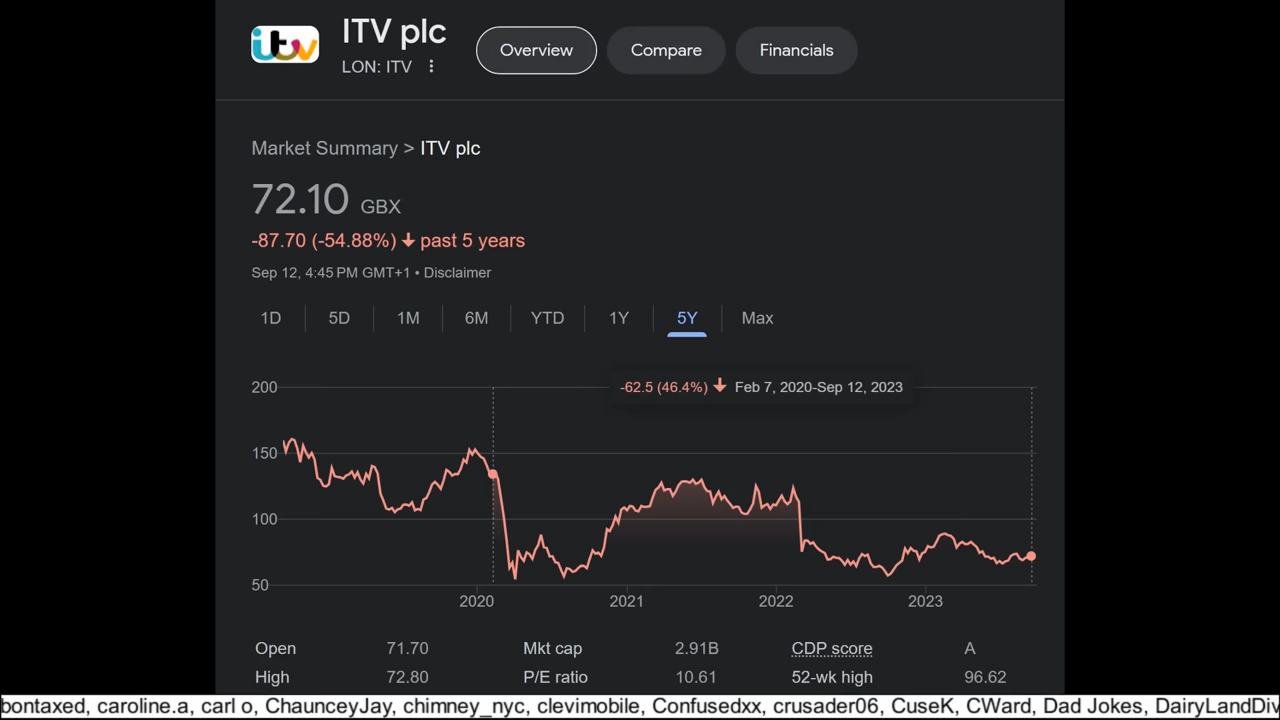 itv
ITV plc
LON: ITV
Overview
Compare
Financials
Market Summary > ITV plc
72.10 GBX
-87.70 (-54.88%) ↓ past 5 years
Sep 12, 4:45 PM GMT+1 • Disclaimer
1D 5D 1M 6M YTD 1Y 5Y Max
-62.5 (46.4%) ↓ Feb 7, 2020-Sep 12, 2023
200
150
100
50
2020 2021 2022 2023
Open 71.70 Mkt cap 2.91B CDP score A
High 72.80 P/E ratio 10.61 52-wk high 96.62
bontaxed, caroline.a, carl o, ChaunceyJay, chimney_nyc, clevimobile, Confusedxx, crusader06, CuseK, CWard, Dad Jokes, DairyLandDiv